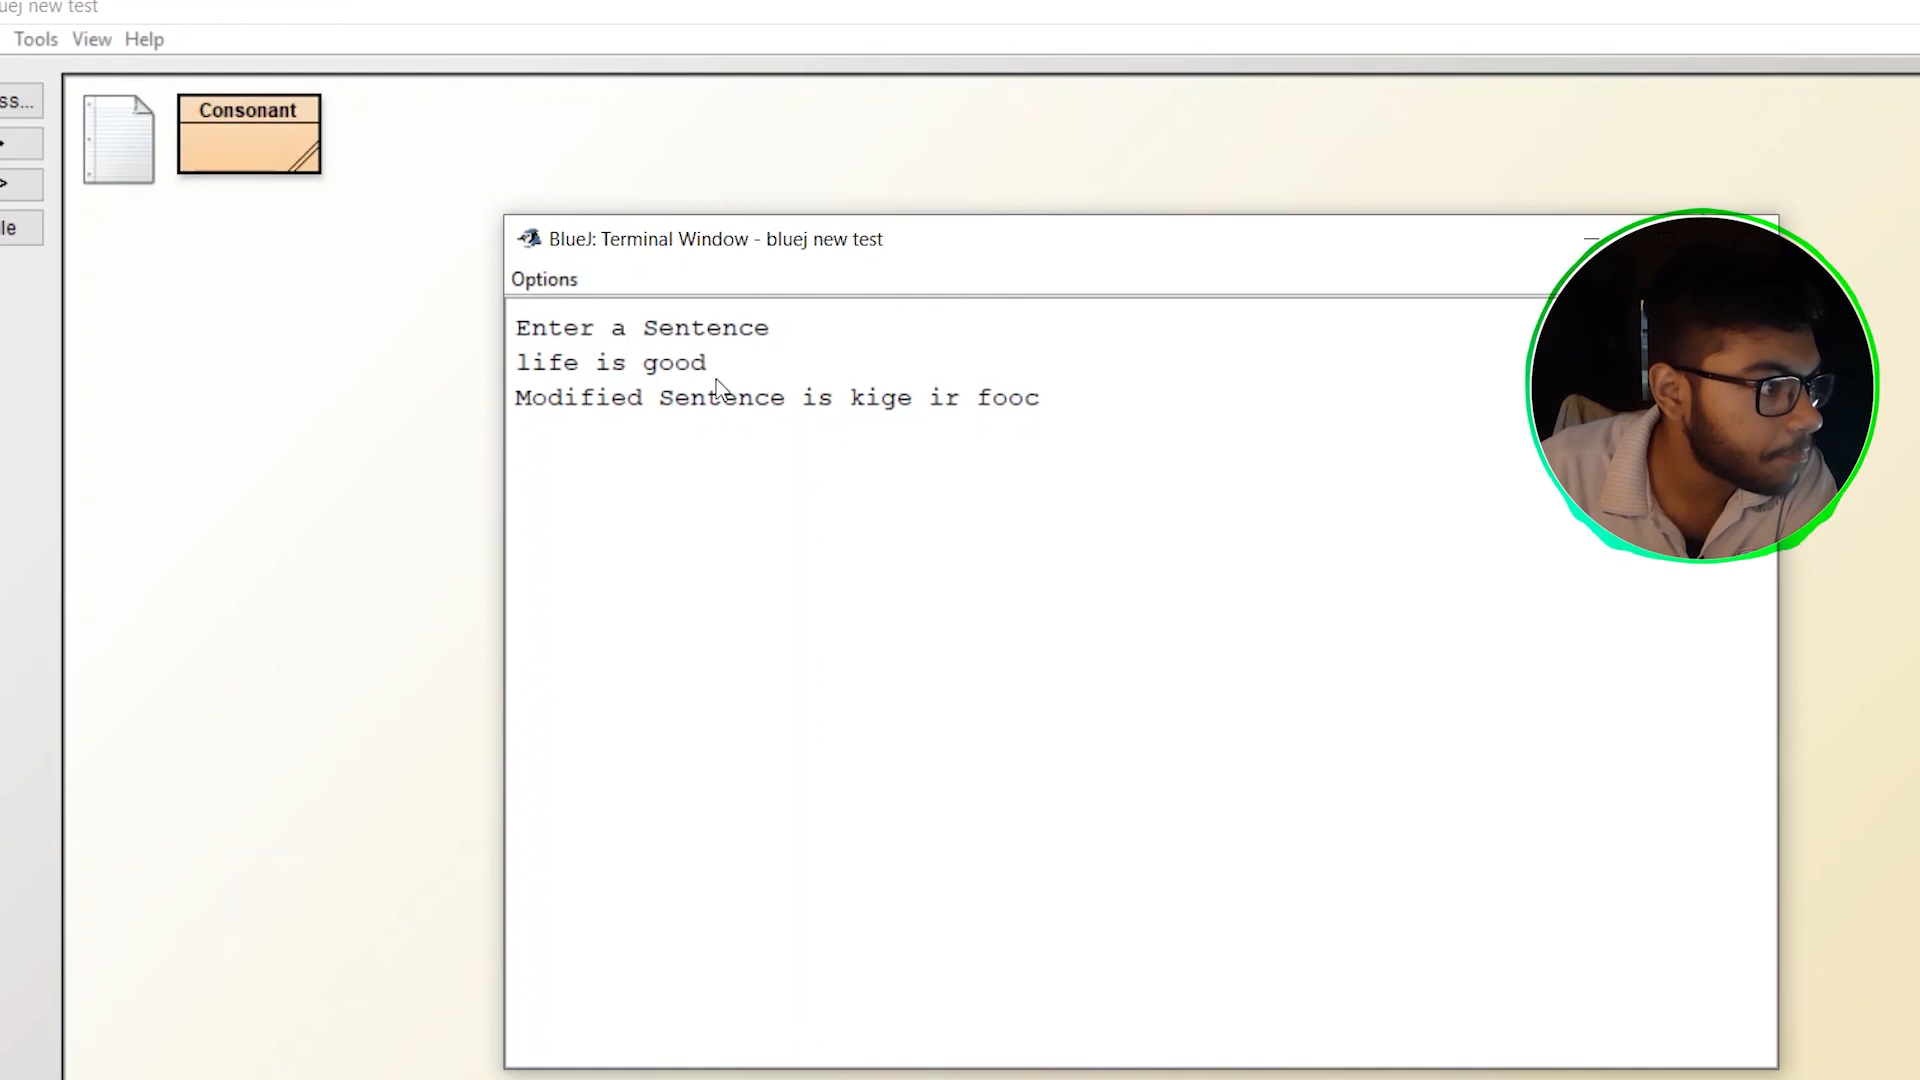 uej new test
Tools View Help
ss...
Consonant
>
le
BlueJ: Terminal Window - bluej new test
Options
Enter a Sentence
life is good
Modified Sentence is kige ir fooc